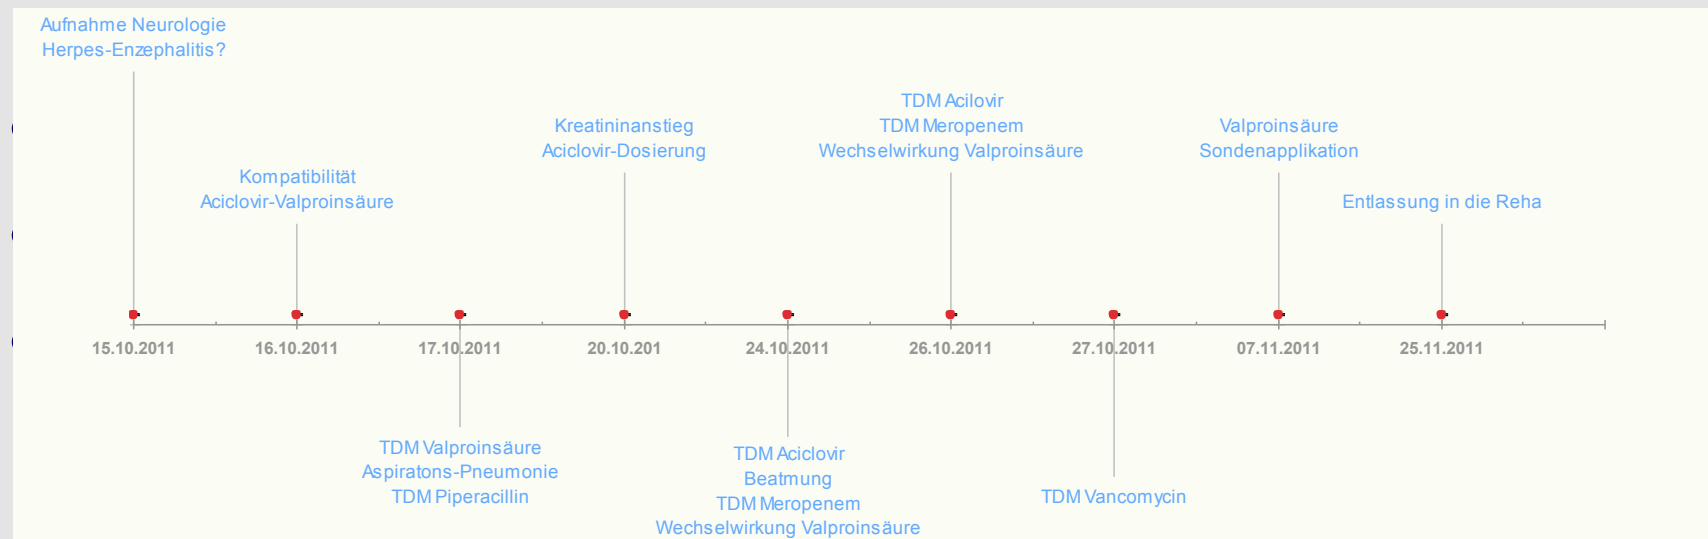 Aufnahme Neurologie
Herpes-Enzephalitis?
Kompatibilität
Aciclovir-Valproinsäure
Kreatininanstieg
Aciclovir-Dosierung
TDM Acilovir
TDM Meropenem
Wechselwirkung Valproinsäure
Valproinsäure
Sondenapplikation
Entlassung in die Reha
15.10.2011
16.10.2011
17.10.2011
20.10.201
24.10.2011
26.10.2011
27.10.2011
07.11.2011
25.11.2011
TDM Valproinsäure
Aspiratons-Pneumonie
TDM Piperacillin
TDM Aciclovir
Beatmung
TDM Meropenem
Wechselwirkung Valproinsäure
TDM Vancomycin